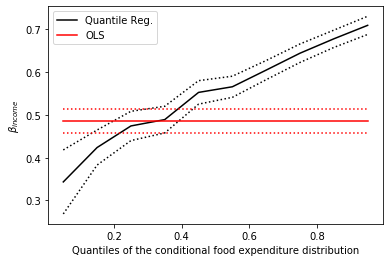 Quantile Reg.
OLS
0.7
0.6
0.5
0.4
0.3
βIncome
0.2 0.4 0.6 0.8
Quantiles of the conditional food expenditure distribution